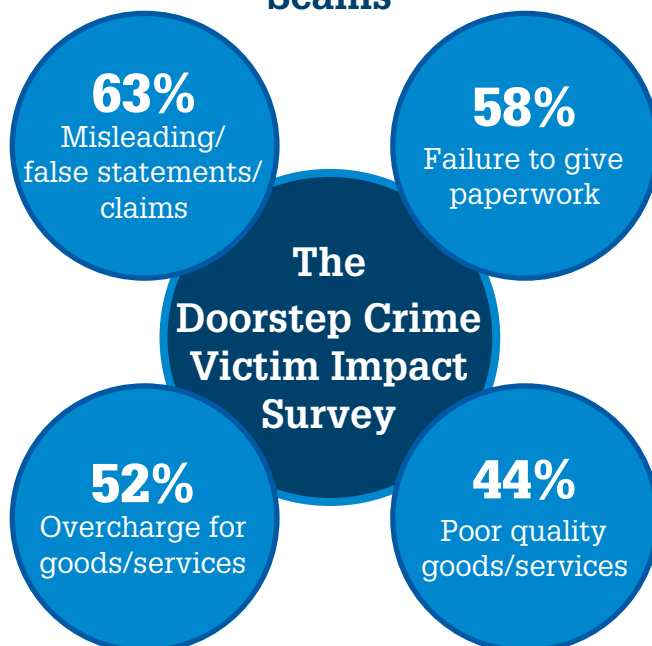 Scams
63%
Misleading/
false statements/
claims
58%
Failure to give
paperwork
The
Doorstep Crime
Victim Impact
Survey
52%
Overcharge for
goods/services
44%
Poor quality
goods/services